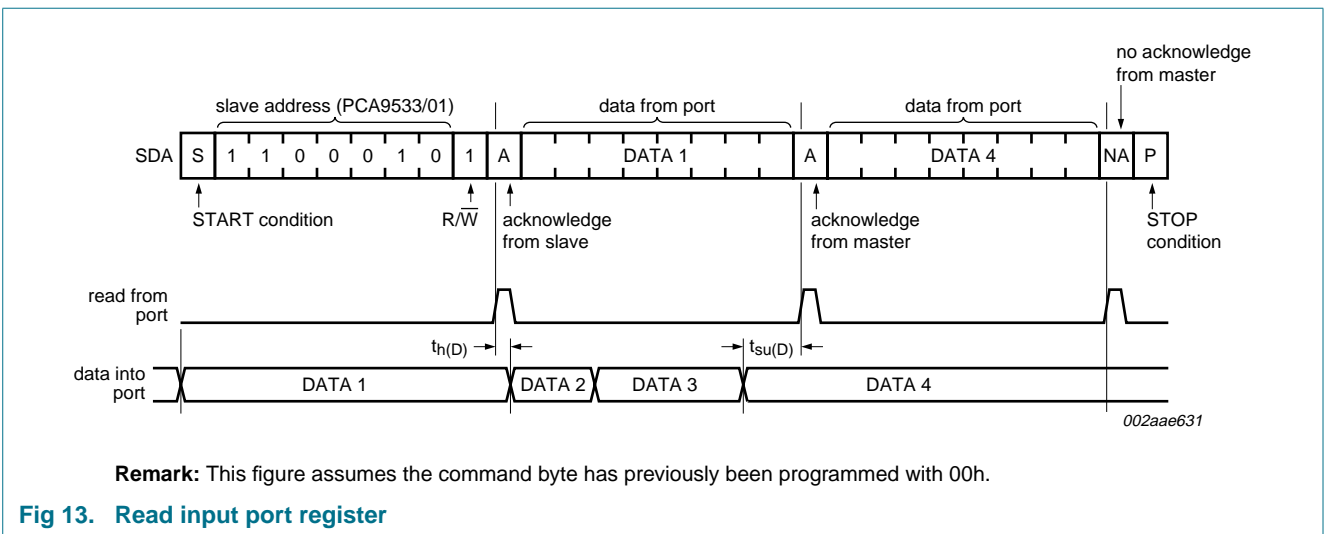 no acknowledge
from master
slave address (PCA9533/01)
data from port
data from port
SDA S 1 1 0 0 0 1 0 1 A DATA 1 A DATA 4 NA P
START condition
R/W̅
acknowledge
from slave
acknowledge
from master
STOP
condition
read from
port
th(D)
tsu(D)
data into
port
DATA 1 DATA 2 DATA 3 DATA 4
002aae631
Remark: This figure assumes the command byte has previously been programmed with 00h.
Fig 13. Read input port register